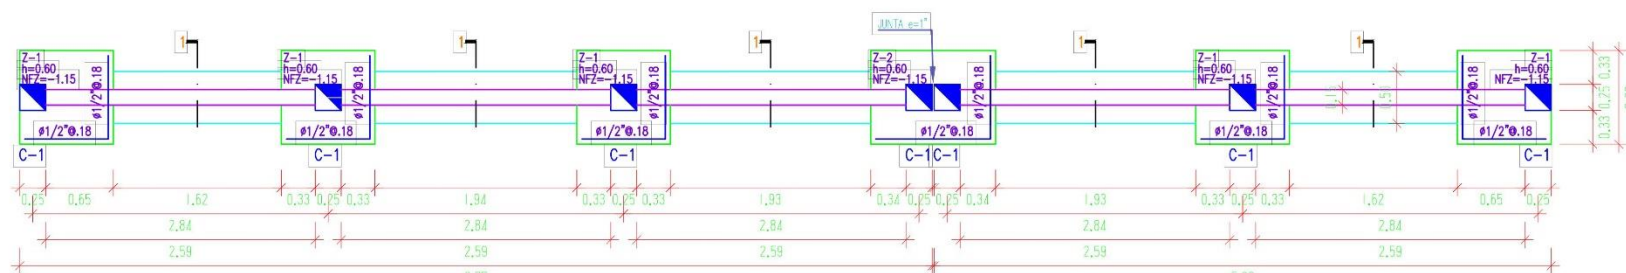 JUNTA e=1"
1
1
1
1
1
Z-1
h=0.60
NFZ=-1.15
ø1/2"@.18
ø1/2"@.18
C-1
Z-1
h=0.60
NFZ=-1.15
ø1/2"@.18
ø1/2"@.18
C-1
Z-1
h=0.60
NFZ=-1.15
ø1/2"@.18
ø1/2"@.18
C-1
Z-2
h=0.60
NFZ=-1.15
ø1/2"@.18
ø1/2"@.18
C-1 C-1
Z-1
h=0.60
NFZ=-1.15
ø1/2"@.18
ø1/2"@.18
C-1
Z-1
h=0.60
NFZ=-1.15
ø1/2"@.18
ø1/2"@.18
C-1
0.33
0.25
0.33
0.25 0.65 1.62 0.33 0.25 0.33 1.94 0.33 0.25 0.33 1.93 0.34 0.25 0.25 0.34 1.93 0.33 0.25 0.33 1.62 0.65 0.25
2.84 2.84 2.84 2.84 2.84
2.59 2.59 2.59 2.59 2.59